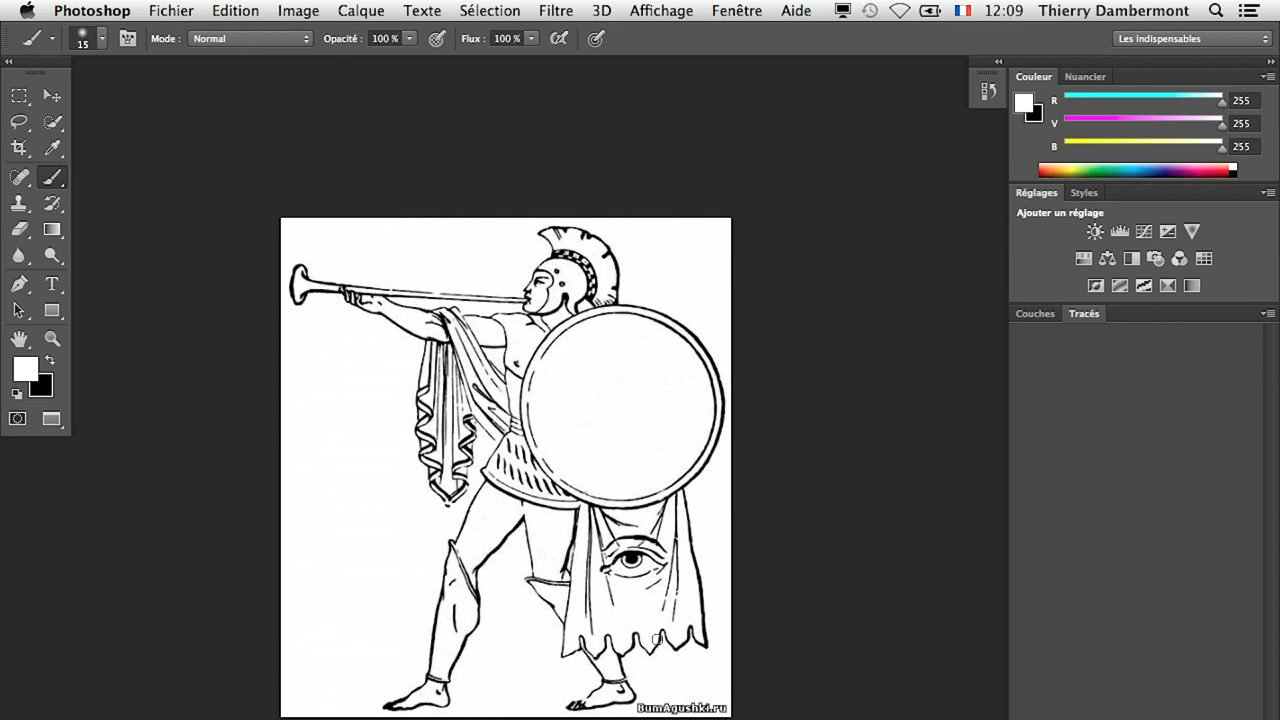 Photoshop Fichier Edition Image Calque Texte Sélection Filtre 3D Affichage Fenêtre Aide 12:09 Thierry Dambermont
15 Mode : Normal Opacité : 100 % Flux : 100 % Les indispensables
Couleur Nuancier
R 255
V 255
B 255
Réglages Styles
Ajouter un réglage
Couches Tracés
BumAgushki.ru